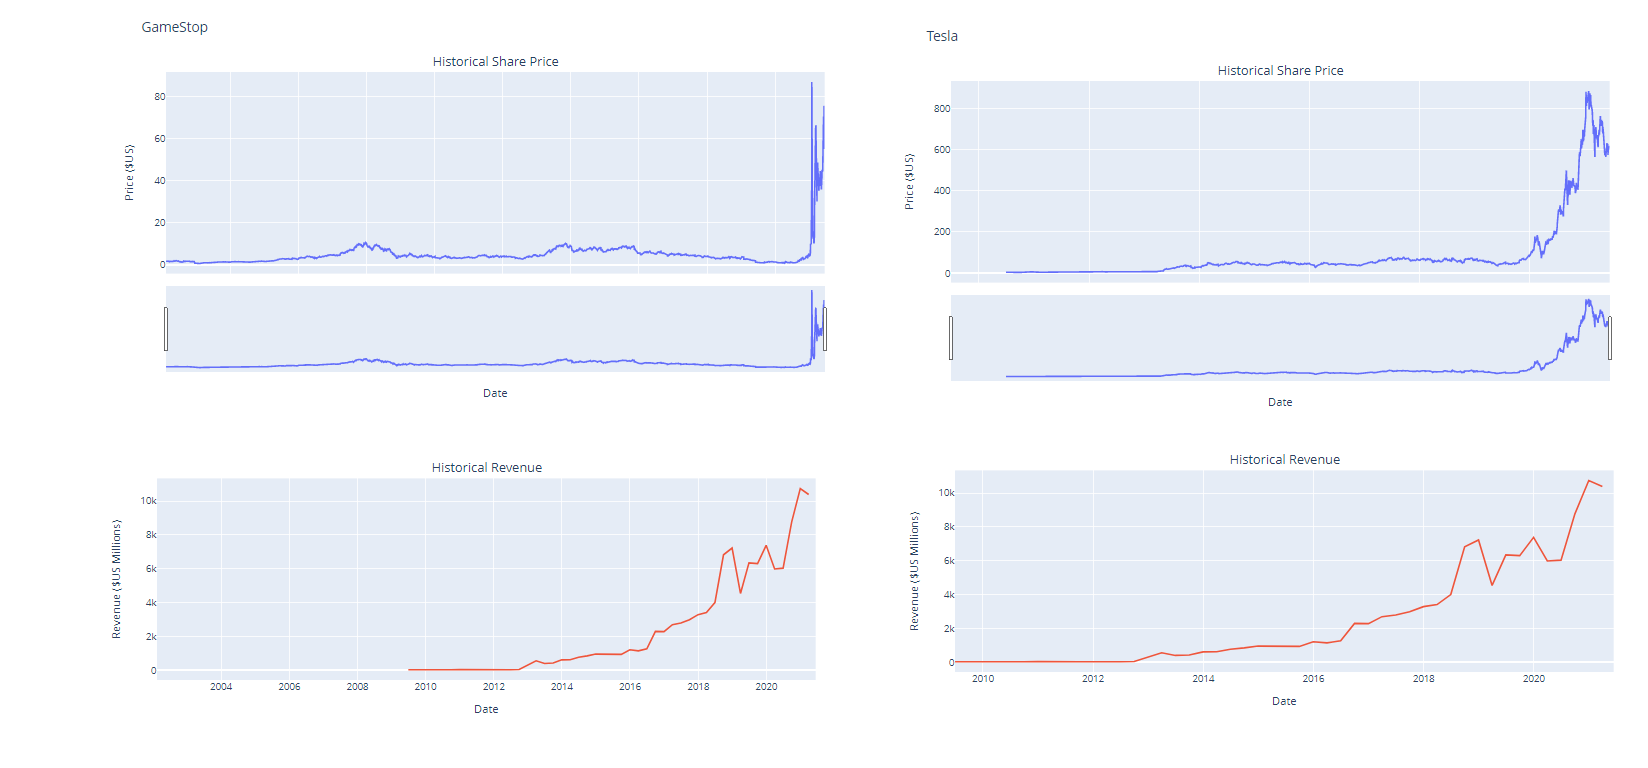 GameStop
Historical Share Price
80
60
40
20
0
Price ($US)
Date
Historical Revenue
10k
8k
6k
4k
2k
0
Revenue ($US Millions)
2004 2006 2008 2010 2012 2014 2016 2018 2020
Date
Tesla
Historical Share Price
800
600
400
200
0
Price ($US)
Date
Historical Revenue
10k
8k
6k
4k
2k
0
Revenue ($US Millions)
2010 2012 2014 2016 2018 2020
Date